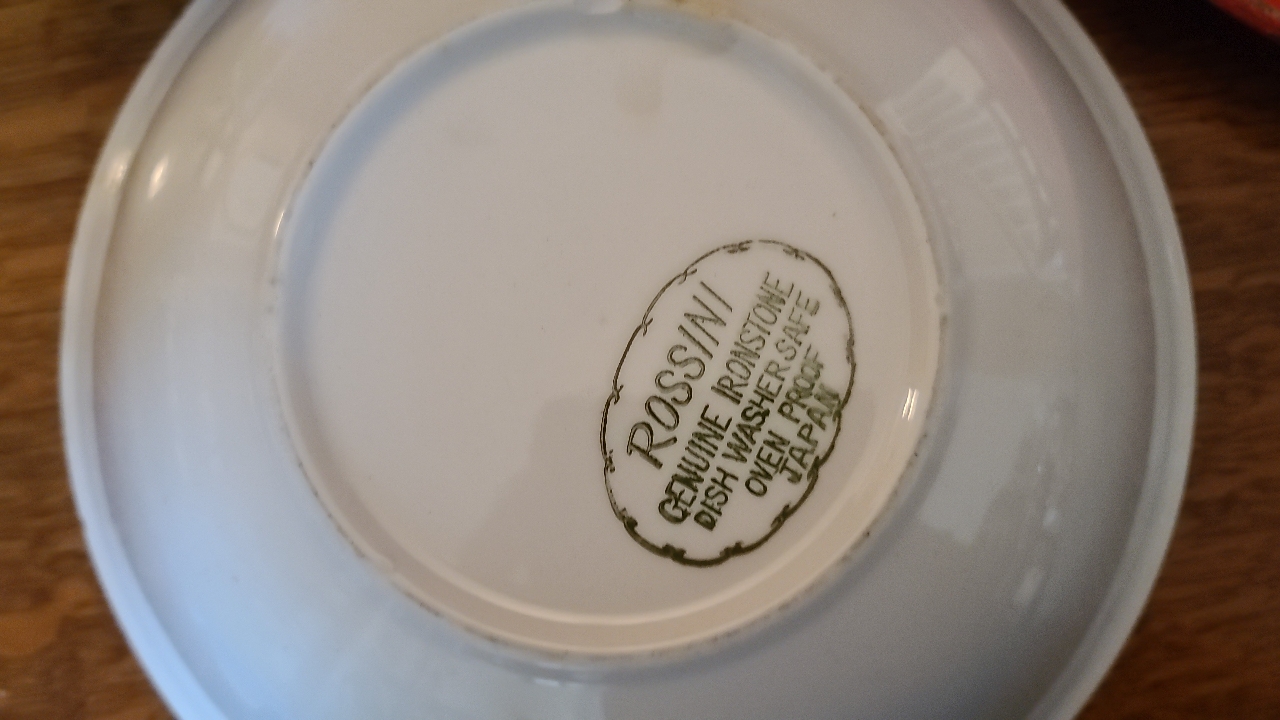 ROSSINI
GENUINE IRONSTONE
DISH WASHER SAFE
OVEN PROOF
JAPAN